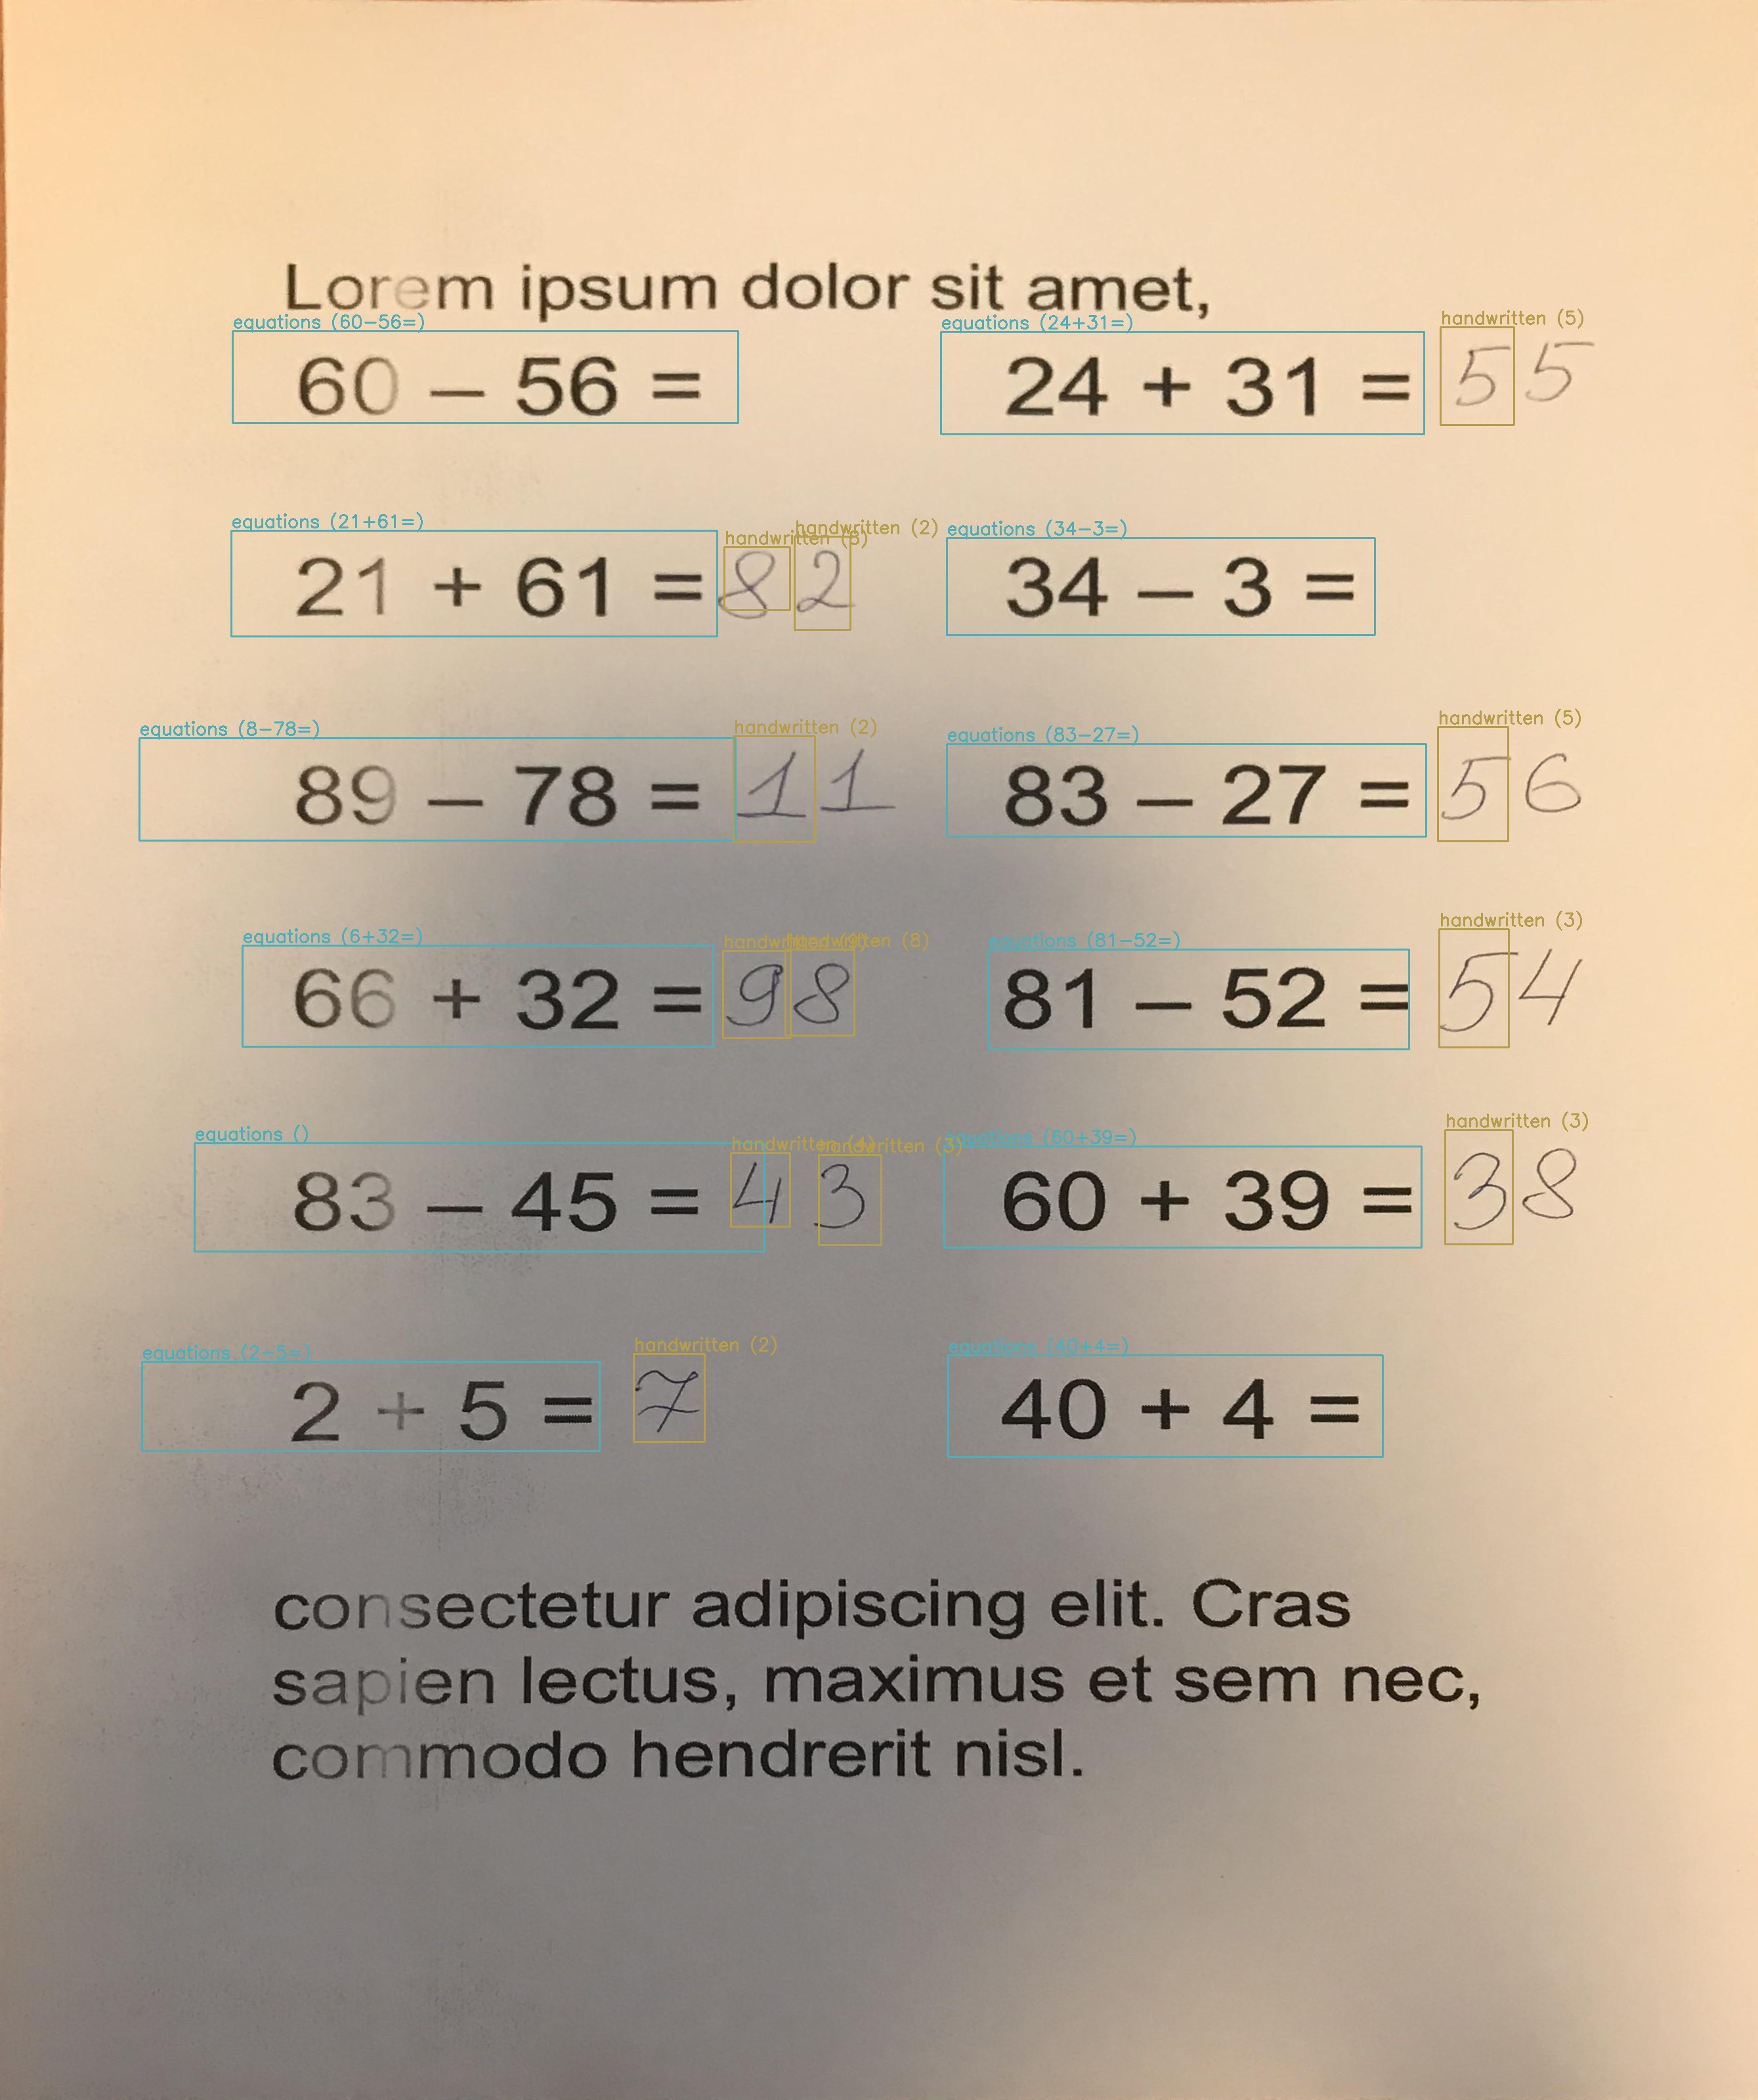 Lorem ipsum dolor sit amet,
equations (60-56=) equations (24+31=) handwritten (5)
60 – 56 = 24 + 31 = 55
equations (21+61=) handwritten (8) handwritten (2) equations (34-3=)
21 + 61 = 82 34 – 3 =
equations (8-78=) handwritten (2) equations (83-27=) handwritten (5)
89 – 78 = 11 83 – 27 = 56
equations (6+32=) handwritten (9) handwritten (8) equations (81-52=) handwritten (3)
66 + 32 = 98 81 – 52 = 54
equations () handwritten (4) handwritten (3) equations (60+39=) handwritten (3)
83 – 45 = 43 60 + 39 = 38
equations (2-5=) handwritten (2) equations (40+4=)
2 + 5 = 7 40 + 4 =
consectetur adipiscing elit. Cras
sapien lectus, maximus et sem nec,
commodo hendrerit nisl.